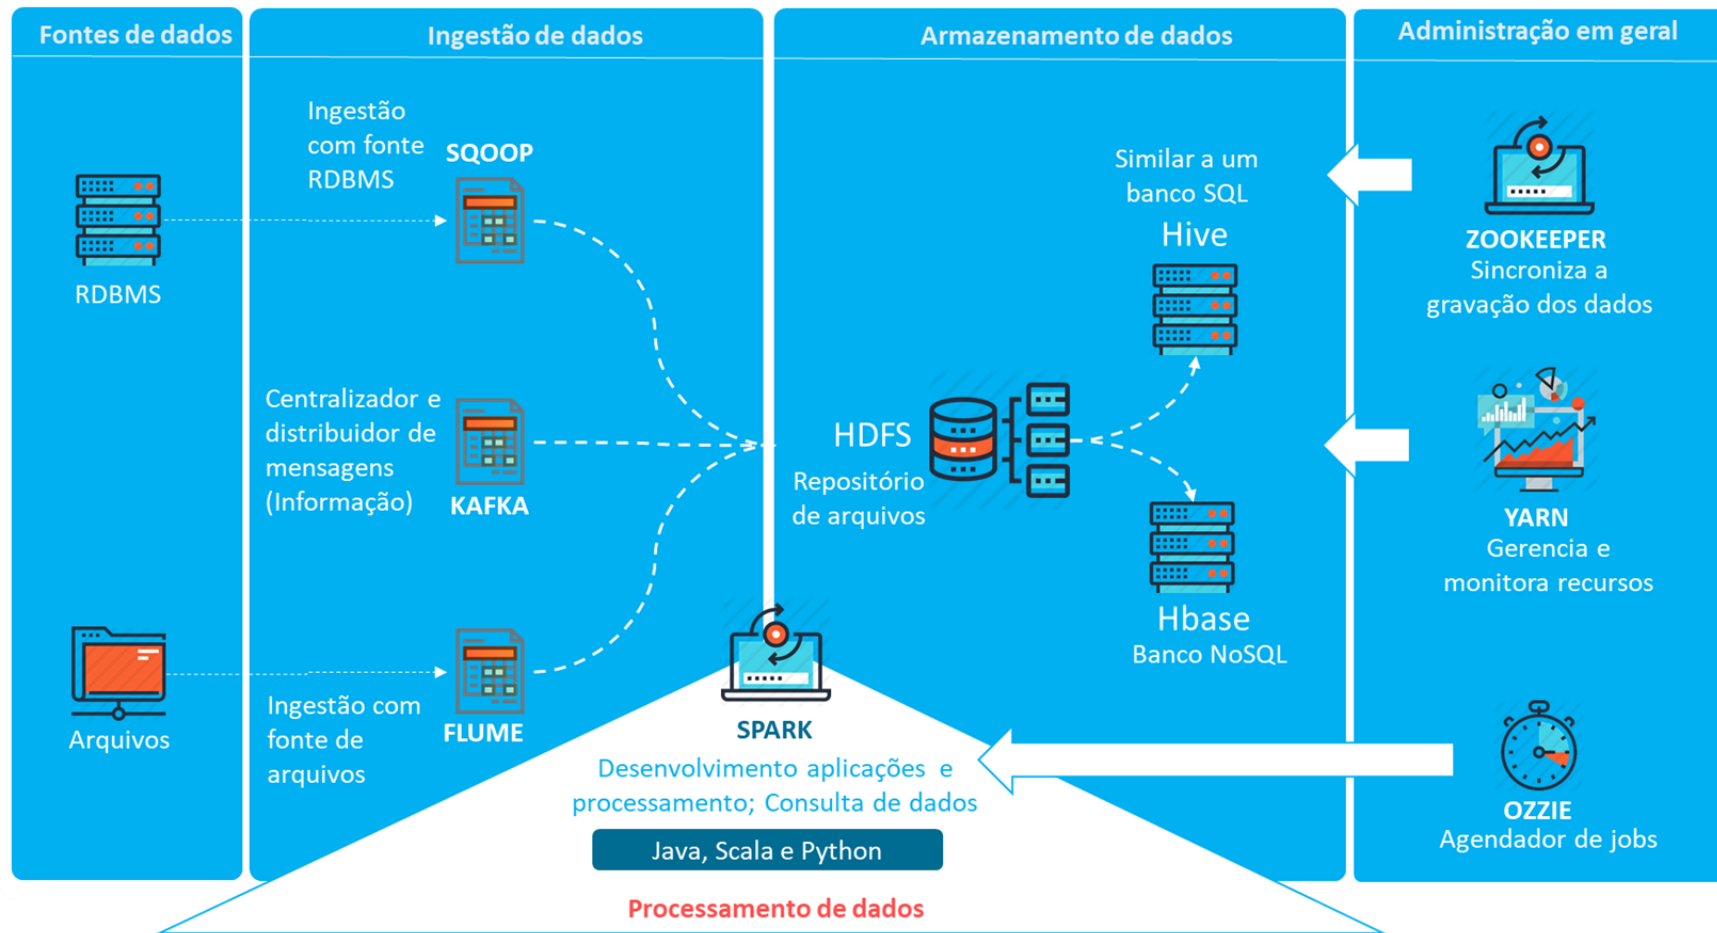 Fontes de dados
Ingestão de dados
Armazenamento de dados
Administração em geral
RDBMS
Arquivos
Ingestão
com fonte
RDBMS
SQOOP
Centralizador e
distribuidor de
mensagens
(Informação)
KAFKA
Ingestão com
fonte de
arquivos
FLUME
HDFS
Repositório
de arquivos
Similar a um
banco SQL
Hive
Hbase
Banco NoSQL
ZOOKEEPER
Sincroniza a
gravação dos dados
YARN
Gerencia e
monitora recursos
OZZIE
Agendador de jobs
SPARK
Desenvolvimento aplicações e
processamento; Consulta de dados
Java, Scala e Python
Processamento de dados